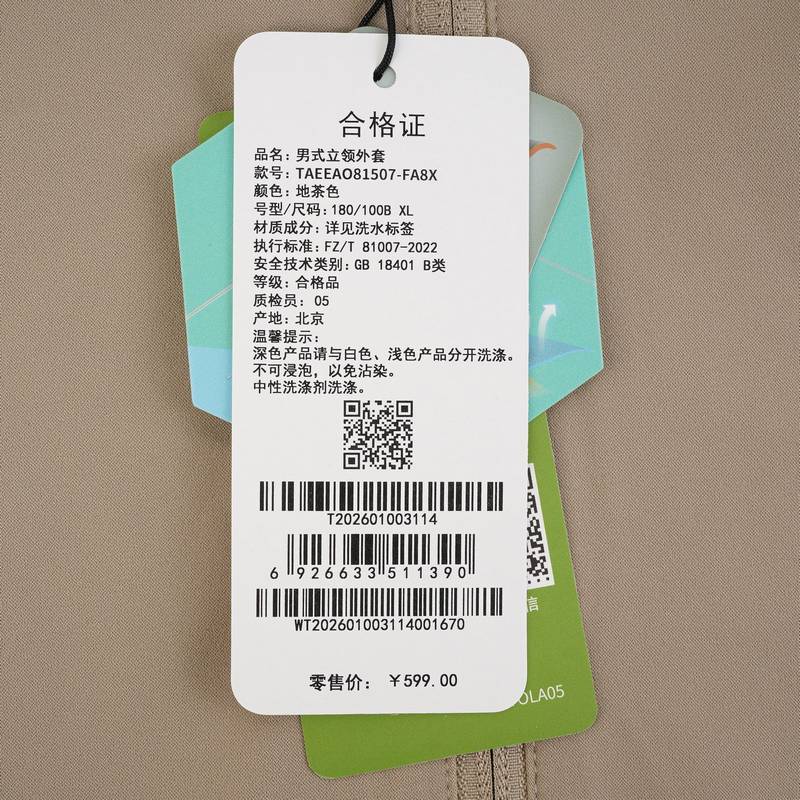 合格证
品名: 男式立领外套
款号: TAEEAO81507-FA8X
颜色: 地茶色
号型/尺码: 180/100B XL
材质成分: 详见洗水标签
执行标准: FZ/T 81007-2022
安全技术类别: GB 18401 B类
等级: 合格品
质检员: 05
产地: 北京
温馨提示:
深色产品请与白色、浅色产品分开洗涤。
不可浸泡,以免沾染。
中性洗涤剂洗涤。
T202601003114
6 926633 511390
WT202601003114001670
零售价: ¥599.00
信
OLA05